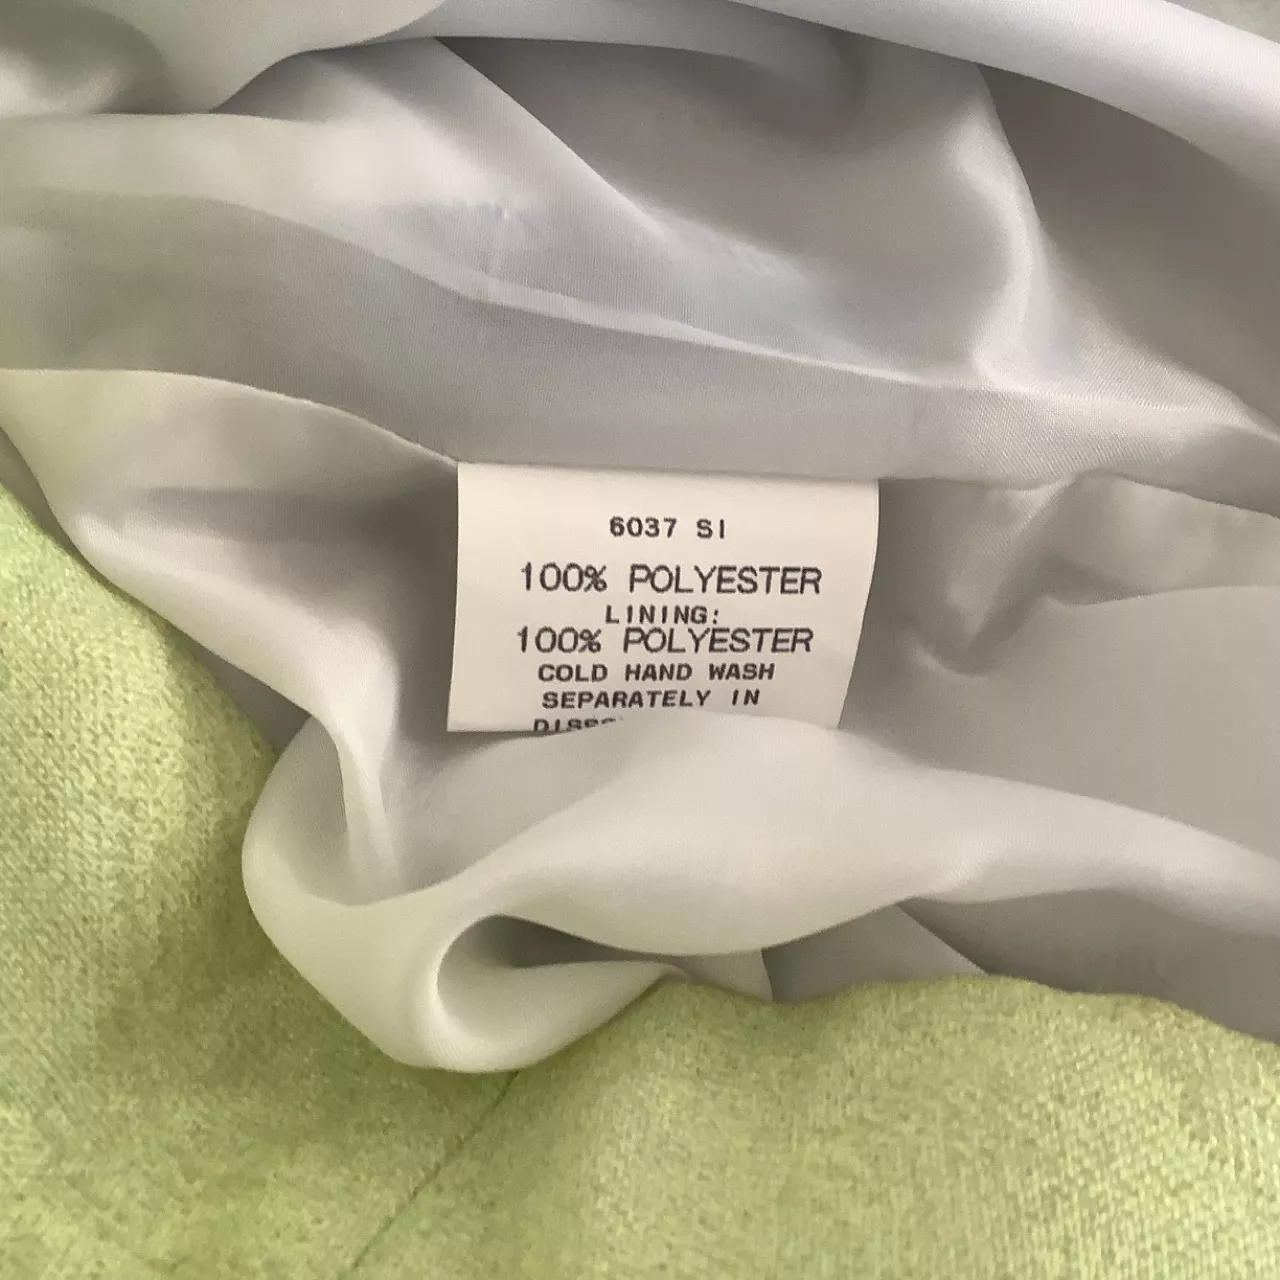 6037 SI
100% POLYESTER
LINING:
100% POLYESTER
COLD HAND WASH
SEPARATELY IN